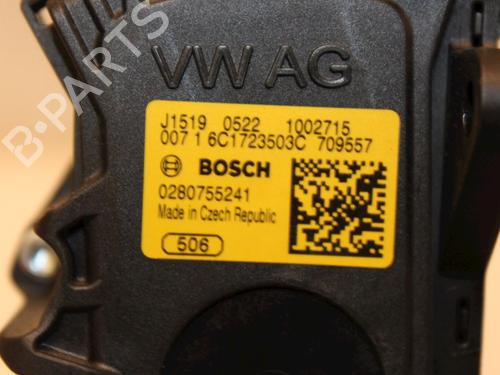 B-PARTS
VW AG
J1519 0522 1002715
007 1 6C1723503C 709557
BOSCH
0280755241
Made in Czech Republic
506